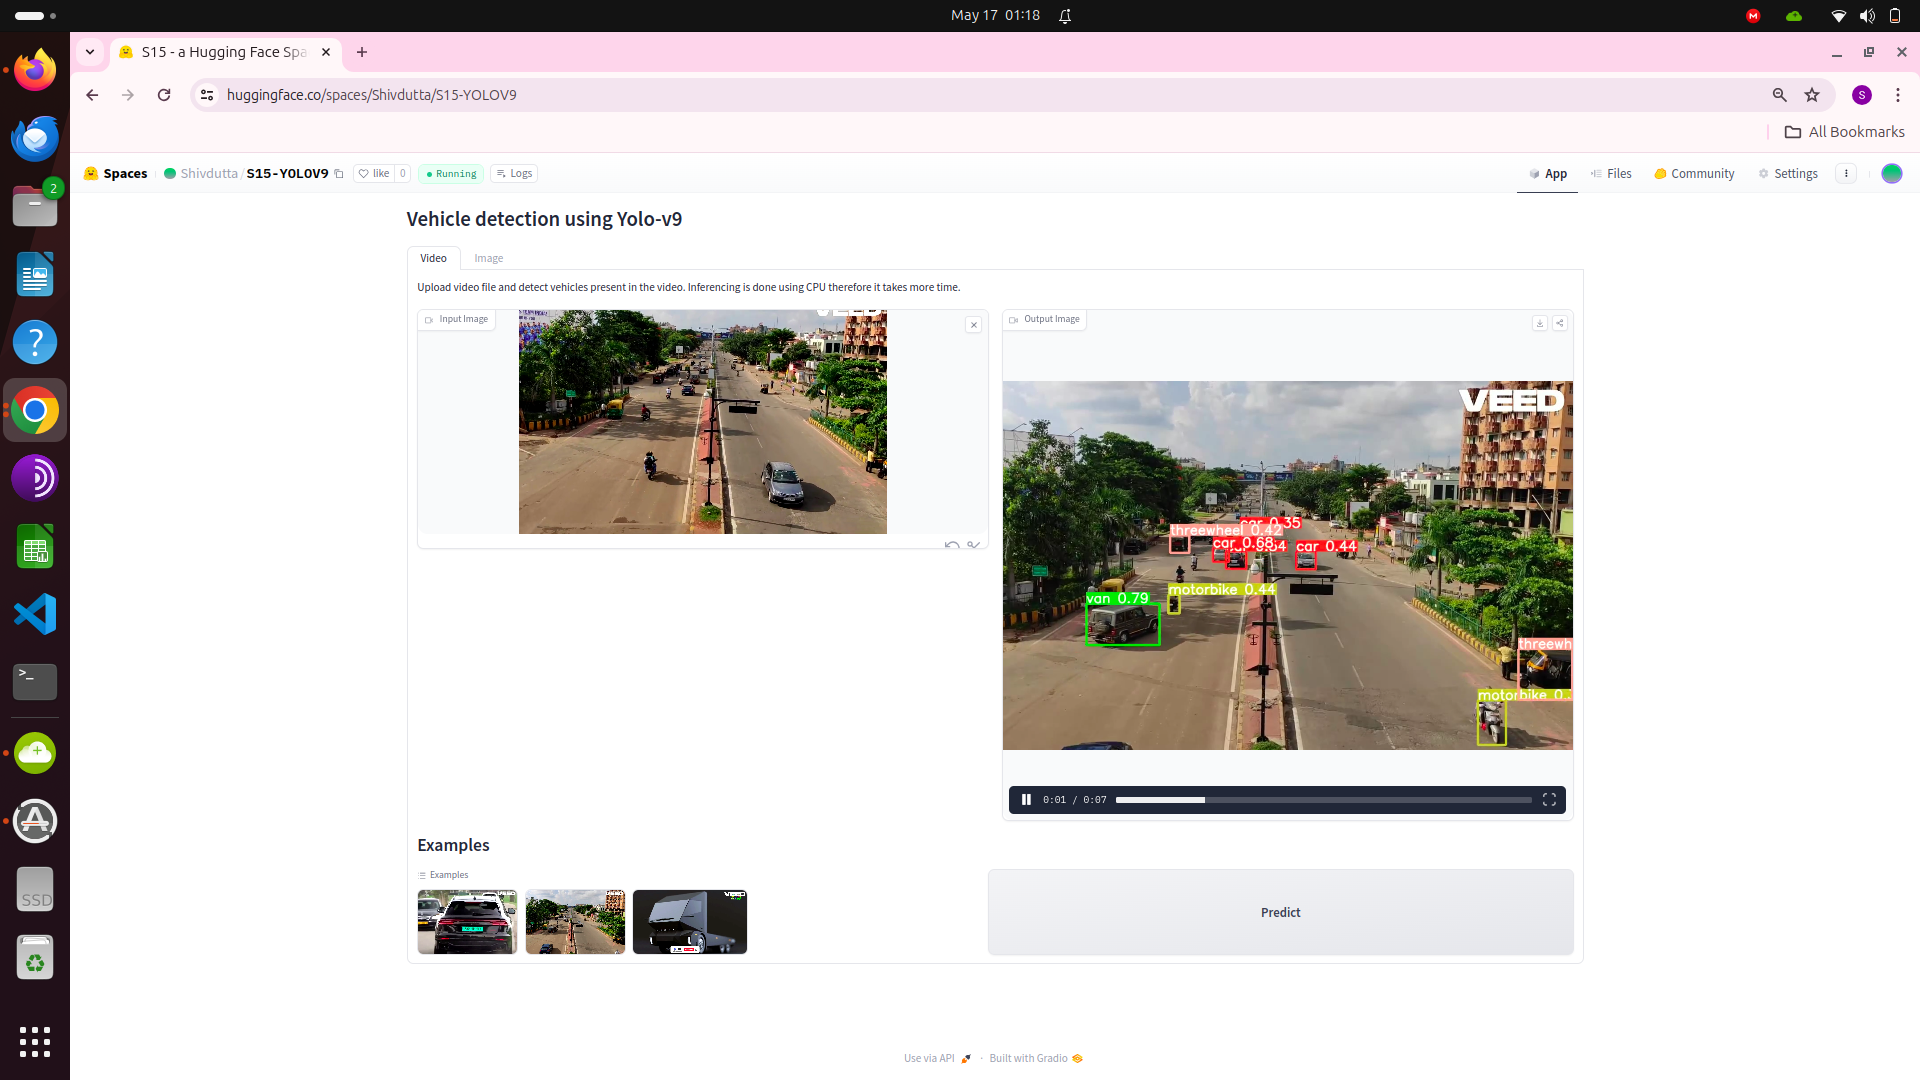 May 17 01:18
S15 - a Hugging Face Spa
huggingface.co/spaces/Shivdutta/S15-YOLOV9
S
All Bookmarks
Spaces
Shivdutta/S15-YOLOV9
like 0
Running
Logs
App
Files
Community
Settings
Vehicle detection using Yolo-v9
Video
Image
Upload video file and detect vehicles present in the video. Inferencing is done using CPU therefore it takes more time.
Input Image
Output Image
VEED
car 0.35
threewheel 0.42
car 0.68
car 0.44
motorbike 0.44
van 0.79
threewh
motorbike 0.
0:01 / 0:07
Examples
Examples
VEED
Predict
Use via API
·
Built with Gradio
2
?
>_
SSD
M